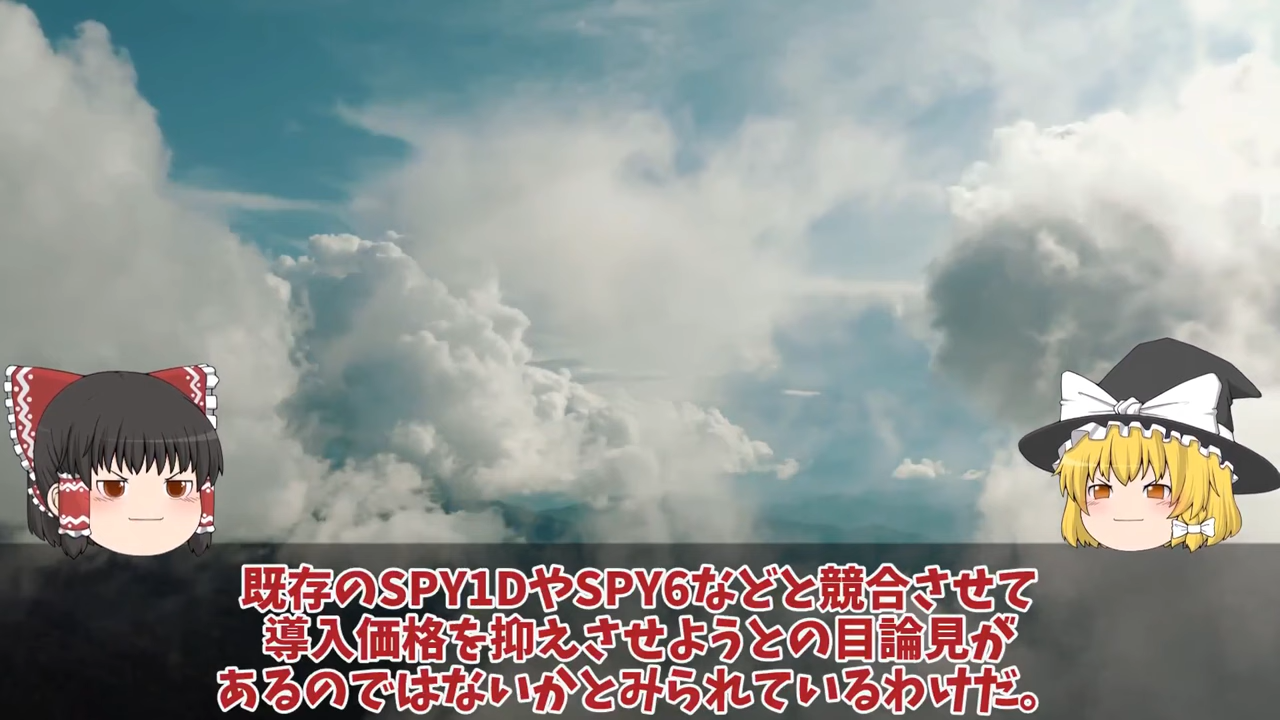 既存のSPY1DやSPY6などと競合させて
導入価格を抑えさせようとの目論見が
あるのではないかとみられているわけだ。